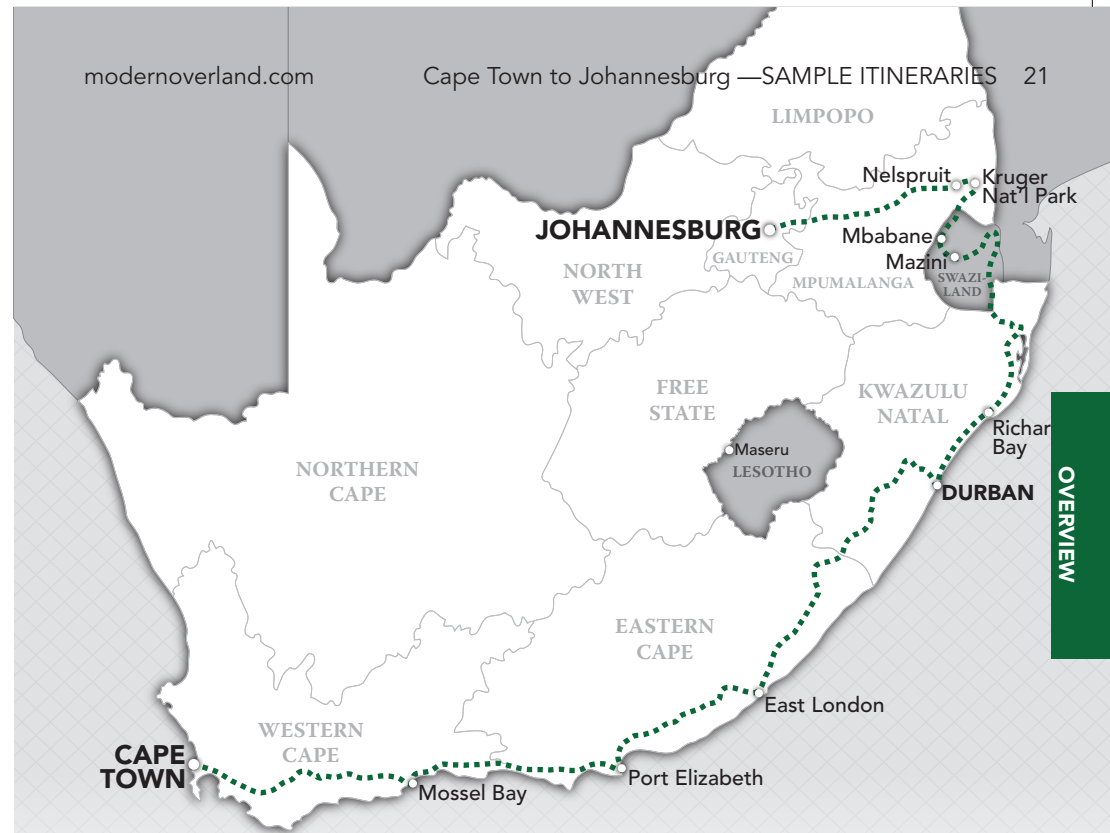 modernoverland.com
Cape Town to Johannesburg —SAMPLE ITINERARIES 21
LIMPOPO
Nelspruit
Kruger
Nat'l Park
JOHANNESBURG
Mbabane
Mazini
GAUTENG
NORTH
WEST
MPUMALANGA
SWAZI-
LAND
FREE
STATE
KWAZULU
NATAL
Richar
Bay
Maseru
LESOTHO
NORTHERN
CAPE
DURBAN
OVERVIEW
EASTERN
CAPE
East London
WESTERN
CAPE
CAPE
TOWN
Mossel Bay
Port Elizabeth